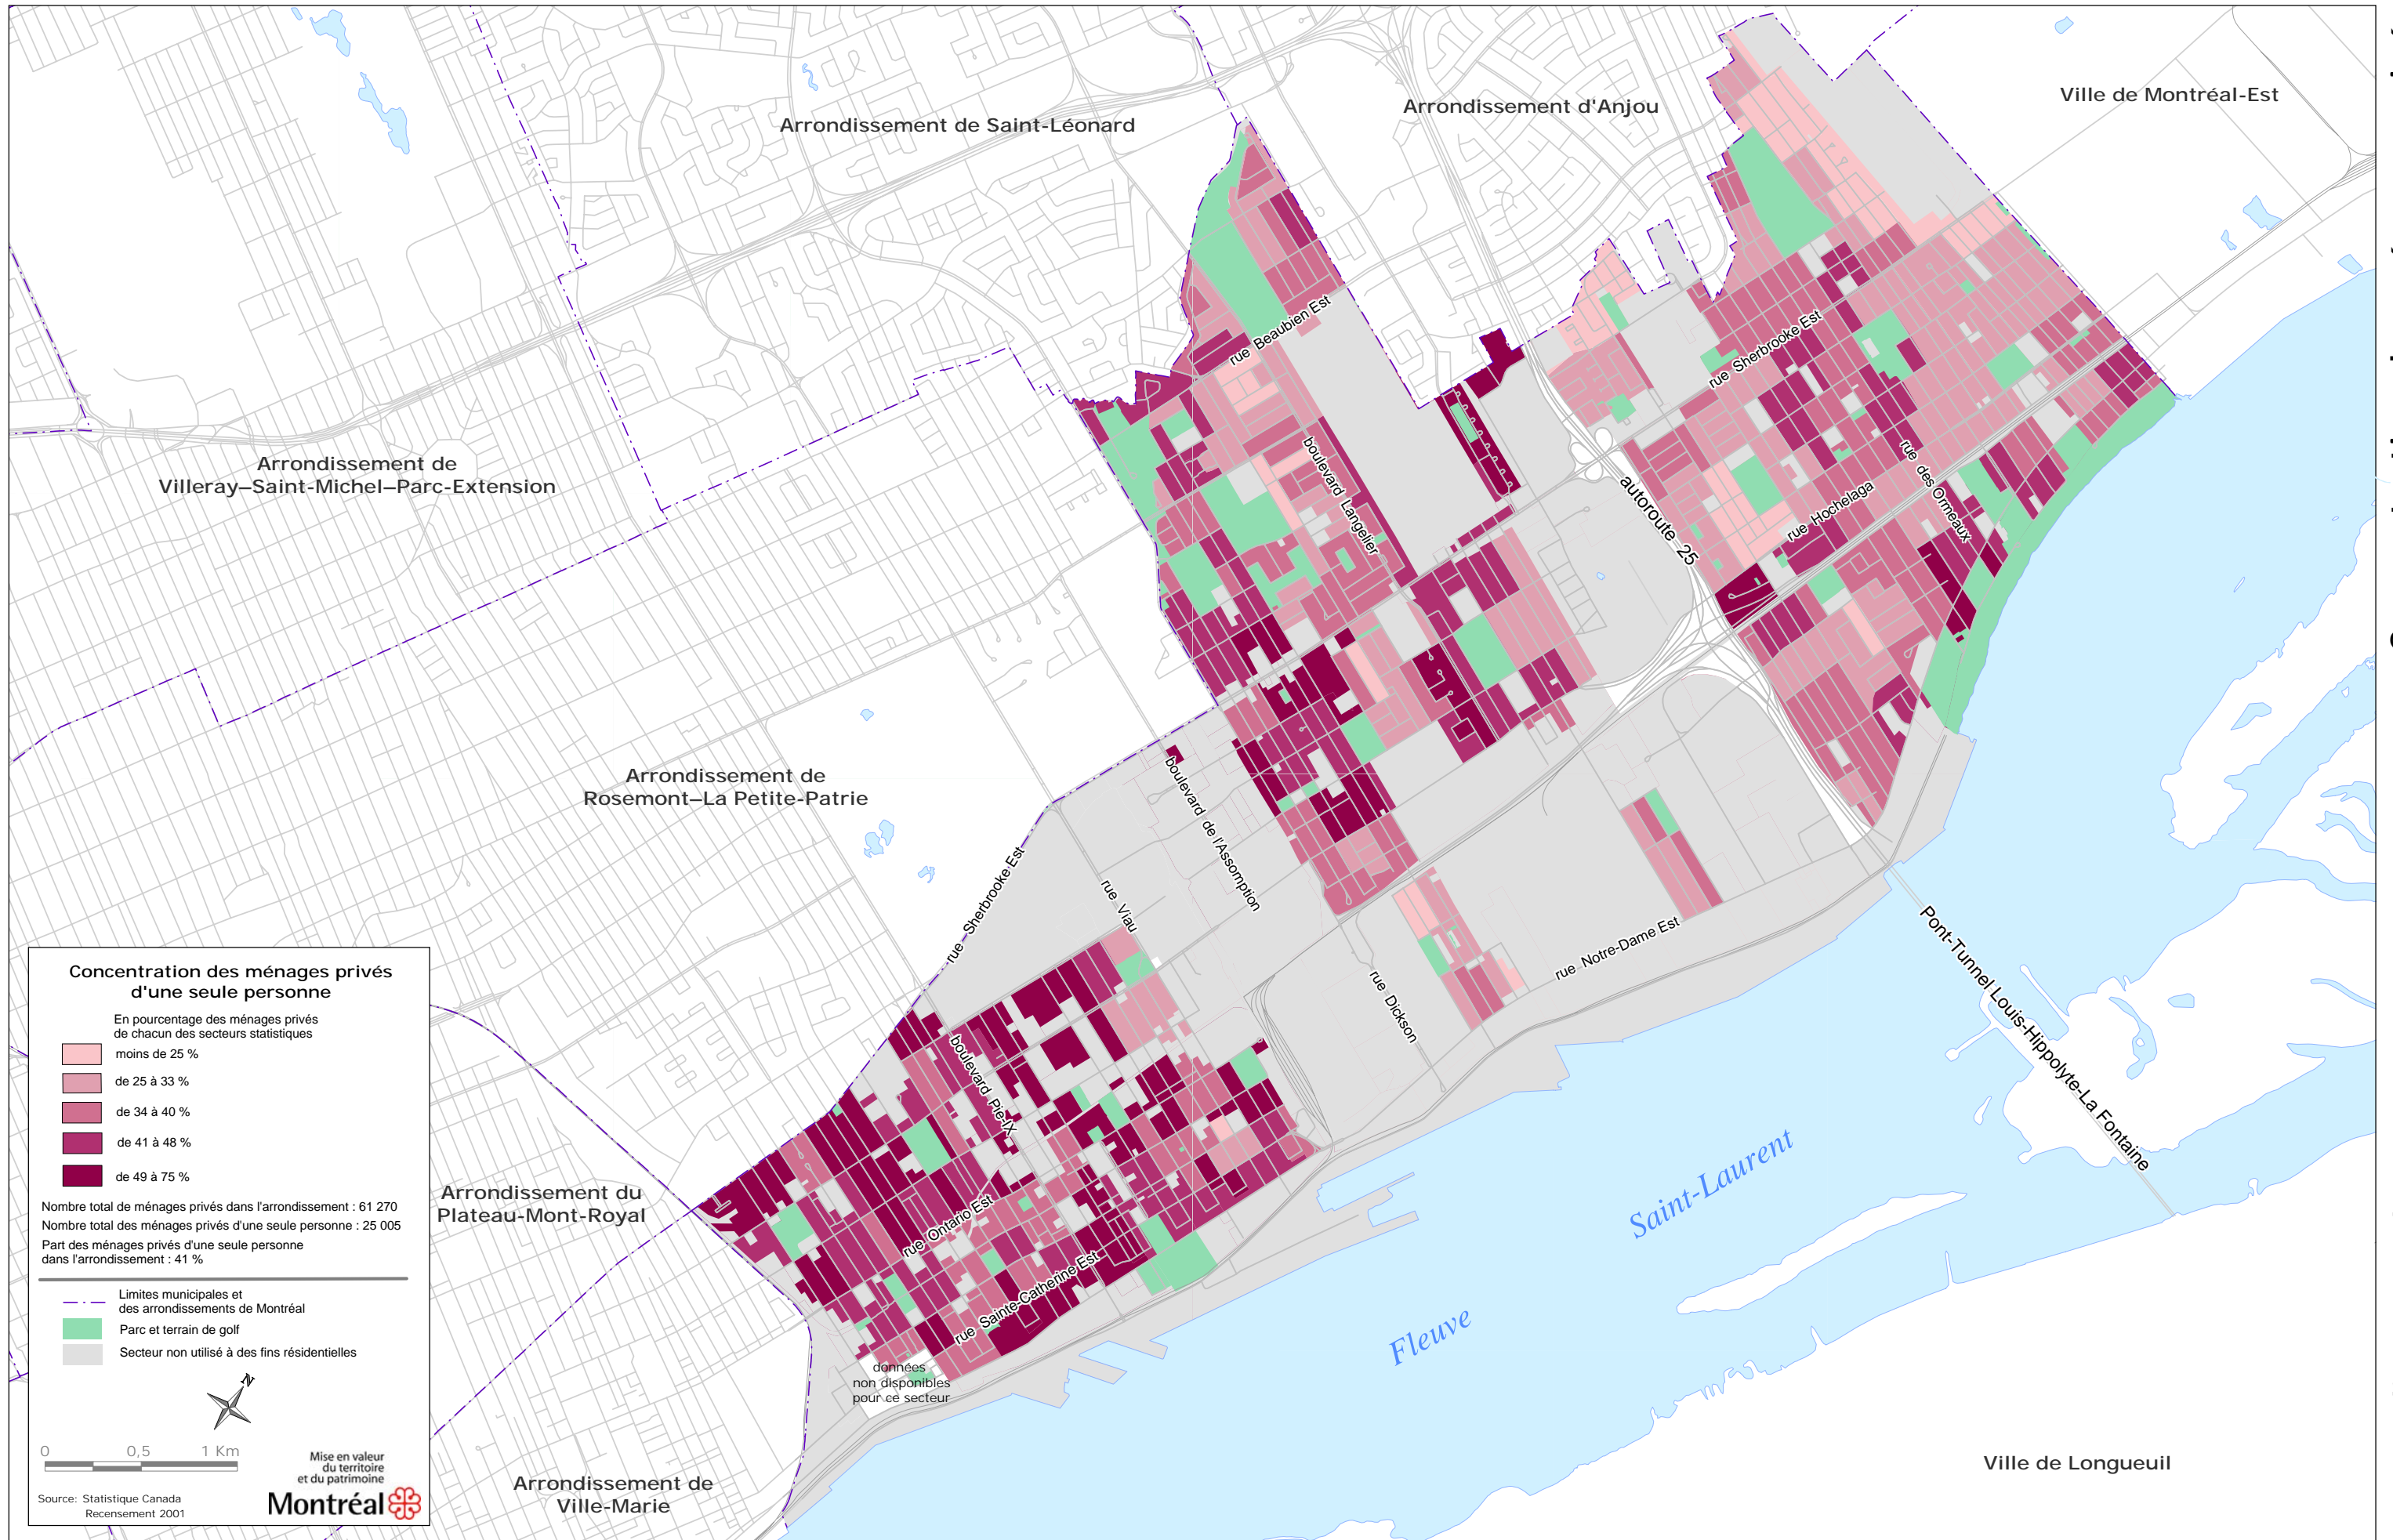 Arrondissement de Saint-Léonard
Arrondissement d'Anjou
Ville de Montréal-Est
Arrondissement de
Villeray–Saint-Michel–Parc-Extension
Arrondissement de
Rosemont–La Petite-Patrie
Arrondissement du
Plateau-Mont-Royal
Arrondissement de
Ville-Marie
Ville de Longueuil
rue Beaubien Est
boulevard Langelier
autoroute 25
rue Sherbrooke Est
rue Hochelaga
rue des Ormeaux
boulevard de l'Assomption
rue Viau
rue Sherbrooke Est
boulevard Pie-IX
rue Ontario Est
rue Sainte-Catherine Est
rue Dickson
rue Notre-Dame Est
Pont-Tunnel Louis-Hippolyte-La Fontaine
Fleuve
Saint-Laurent
données
non disponibles
pour ce secteur
Concentration des ménages privés
d'une seule personne
En pourcentage des ménages privés
de chacun des secteurs statistiques
moins de 25 %
de 25 à 33 %
de 34 à 40 %
de 41 à 48 %
de 49 à 75 %
Nombre total de ménages privés dans l'arrondissement : 61 270
Nombre total des ménages privés d'une seule personne : 25 005
Part des ménages privés d'une seule personne
dans l'arrondissement : 41 %
Limites municipales et
des arrondissements de Montréal
Parc et terrain de golf
Secteur non utilisé à des fins résidentielles
N
0 0,5 1 Km
Mise en valeur
du territoire
et du patrimoine
Montréal
Source: Statistique Canada
Recensement 2001